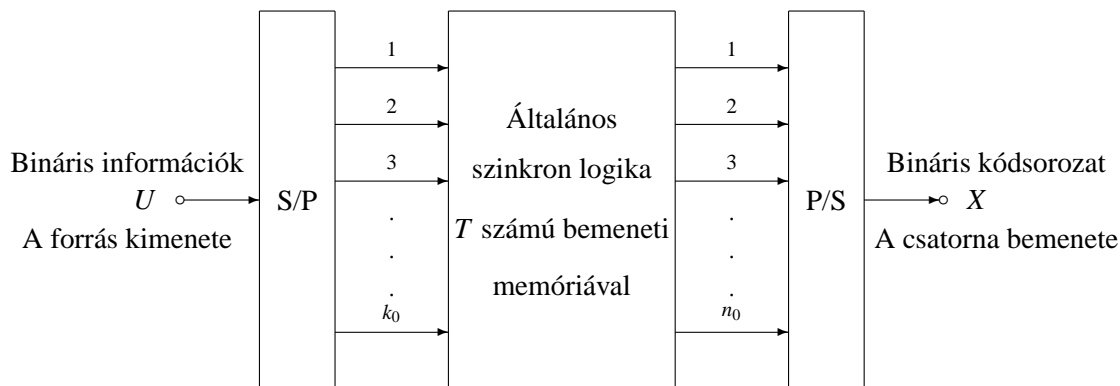 1
2
3
.
.
.
k₀
1
2
3
.
.
.
n₀
Bináris információk
U
A forrás kimenete
S/P
Általános
szinkron logika
T számú bemeneti
memóriával
P/S
Bináris kódsorozat
X
A csatorna bemenete